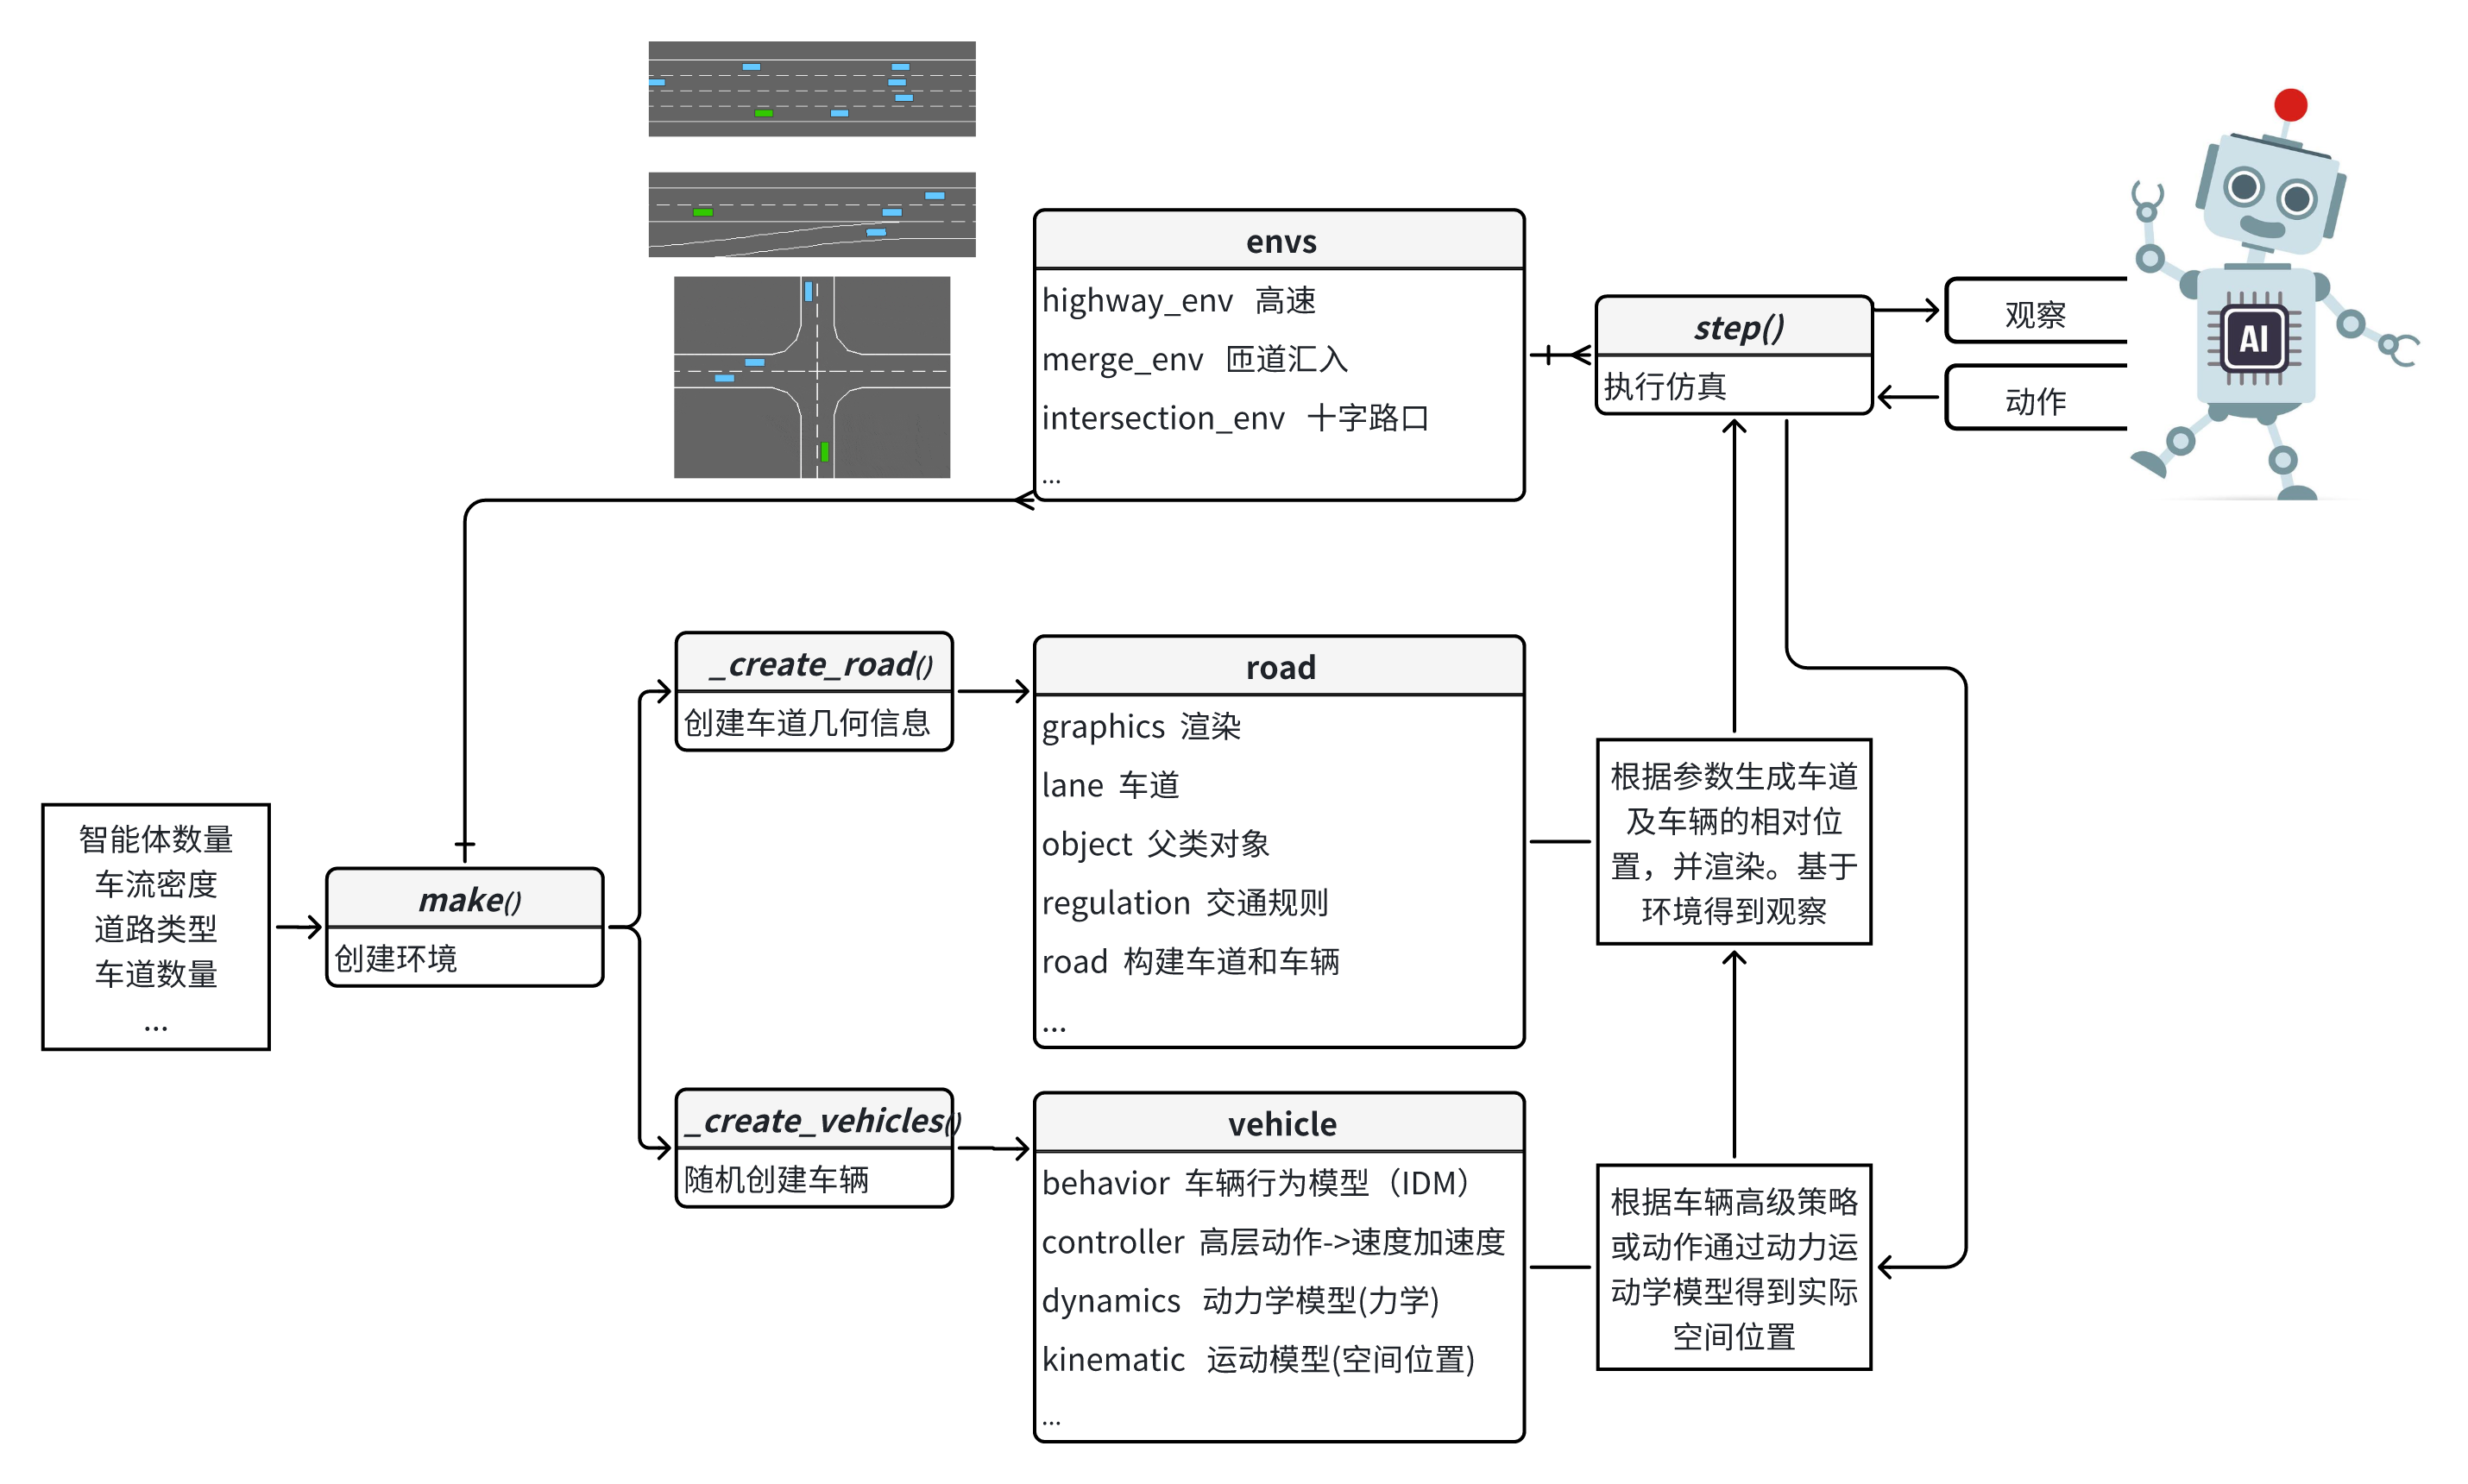 envs
highway_env 高速
merge_env 匝道汇入
intersection_env 十字路口
...
step()
执行仿真
观察
动作
AI
智能体数量
车流密度
道路类型
车道数量
...
make()
创建环境
_create_road()
创建车道几何信息
road
graphics 渲染
lane 车道
object 父类对象
regulation 交通规则
road 构建车道和车辆
...
根据参数生成车道
及车辆的相对位
置，并渲染。基于
环境得到观察
_create_vehicles()
随机创建车辆
vehicle
behavior 车辆行为模型（IDM）
controller 高层动作->速度加速度
dynamics 动力学模型(力学)
kinematic 运动模型(空间位置)
...
根据车辆高级策略
或动作通过动力运
动学模型得到实际
空间位置